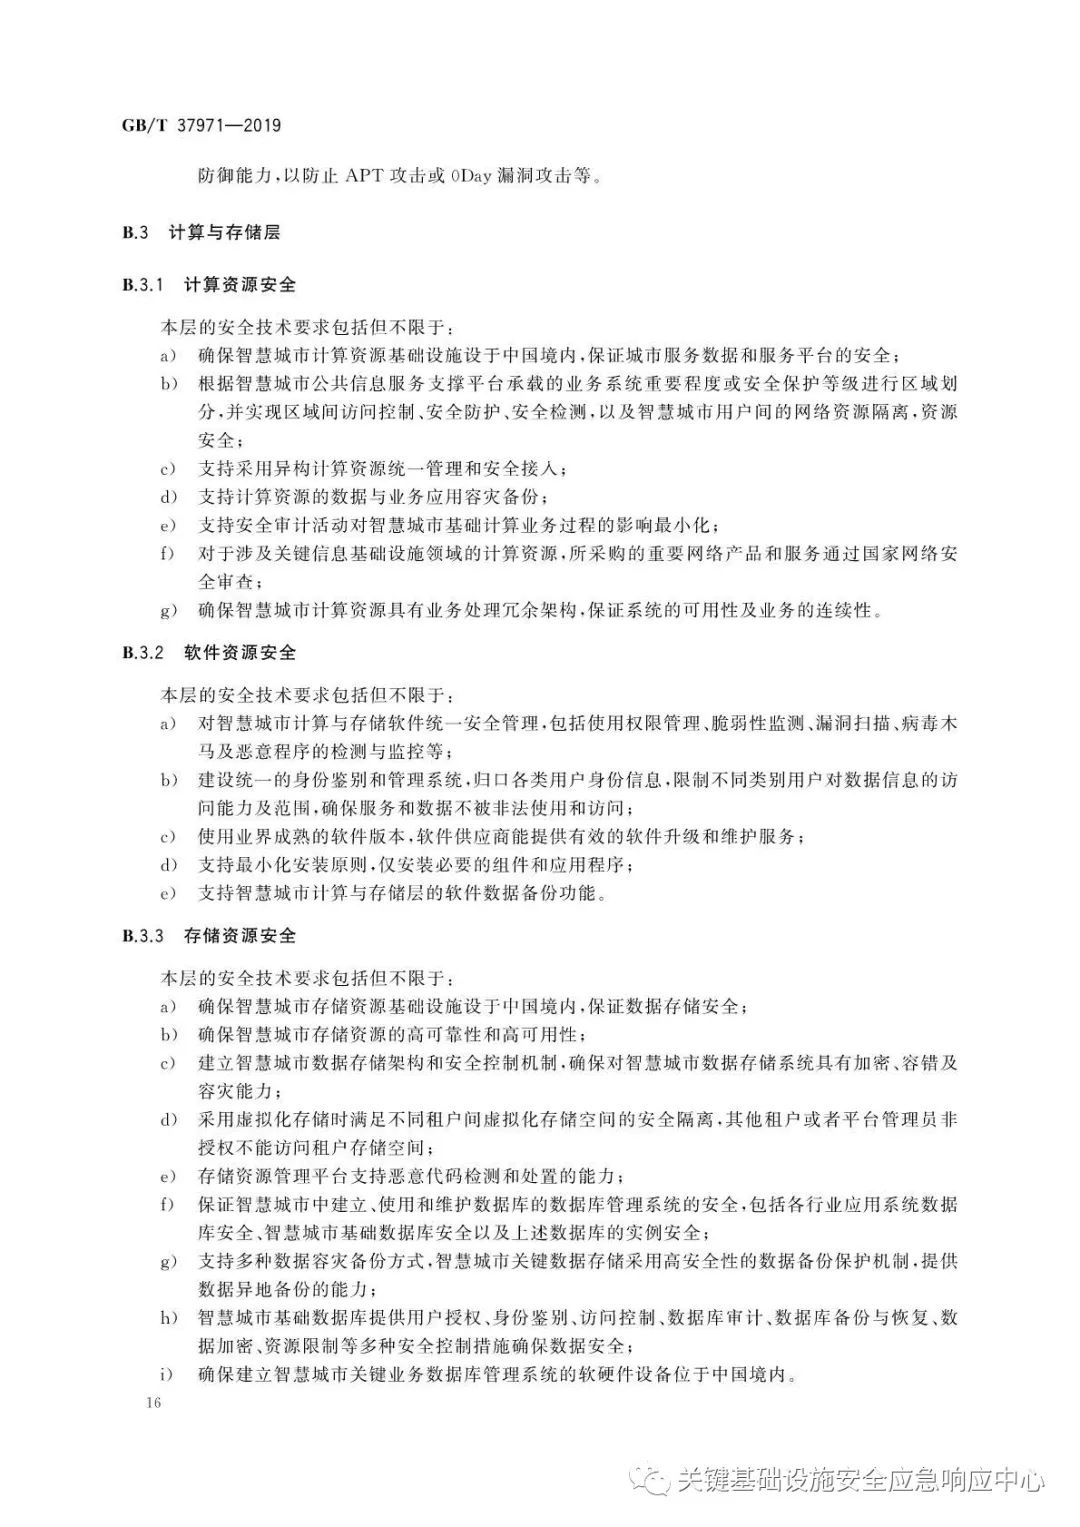 GB/T 37971—2019
防御能力,以防止 APT 攻击或 0Day 漏洞攻击等。
B.3 计算与存储层
B.3.1 计算资源安全
本层的安全技术要求包括但不限于:
a) 确保智慧城市计算资源基础设施设于中国境内,保证城市服务数据和服务平台的安全;
b) 根据智慧城市公共信息服务支撑平台承载的业务系统重要程度或安全保护等级进行区域划
分,并实现区域间访问控制、安全防护、安全检测,以及智慧城市用户间的网络资源隔离,资源
安全;
c) 支持采用异构计算资源统一管理和安全接入;
d) 支持计算资源的数据与业务应用容灾备份;
e) 支持安全审计活动对智慧城市基础计算业务过程的影响最小化;
f) 对于涉及关键信息基础设施领域的计算资源,所采购的重要网络产品和服务通过国家网络安
全审查;
g) 确保智慧城市计算资源具有业务处理冗余架构,保证系统的可用性及业务的连续性。
B.3.2 软件资源安全
本层的安全技术要求包括但不限于:
a) 对智慧城市计算与存储软件统一安全管理,包括使用权限管理、脆弱性监测、漏洞扫描、病毒木
马及恶意程序的检测与监控等;
b) 建设统一的身份鉴别和管理系统,归口各类用户身份信息,限制不同类别用户对数据信息的访
问能力及范围,确保服务和数据不被非法使用和访问;
c) 使用业界成熟的软件版本,软件供应商能提供有效的软件升级和维护服务;
d) 支持最小化安装原则,仅安装必要的组件和应用程序;
e) 支持智慧城市计算与存储层的软件数据备份功能。
B.3.3 存储资源安全
本层的安全技术要求包括但不限于:
a) 确保智慧城市存储资源基础设施设于中国境内,保证数据存储安全;
b) 确保智慧城市存储资源的高可靠性和高可用性;
c) 建立智慧城市数据存储架构和安全控制机制,确保对智慧城市数据存储系统具有加密、容错及
容灾能力;
d) 采用虚拟化存储时满足不同租户间虚拟化存储空间的安全隔离,其他租户或者平台管理员非
授权不能访问租户存储空间;
e) 存储资源管理平台支持恶意代码检测和处置的能力;
f) 保证智慧城市中建立、使用和维护数据库的数据库管理系统的安全,包括各行业应用系统数据
库安全、智慧城市基础数据库安全以及上述数据库的实例安全;
g) 支持多种数据容灾备份方式,智慧城市关键数据存储采用高安全性的数据备份保护机制,提供
数据异地备份的能力;
h) 智慧城市基础数据库提供用户授权、身份鉴别、访问控制、数据库审计、数据库备份与恢复、数
据加密、资源限制等多种安全控制措施确保数据安全;
i) 确保建立智慧城市关键业务数据库管理系统的软硬件设备位于中国境内。
16
关键基础设施安全应急响应中心